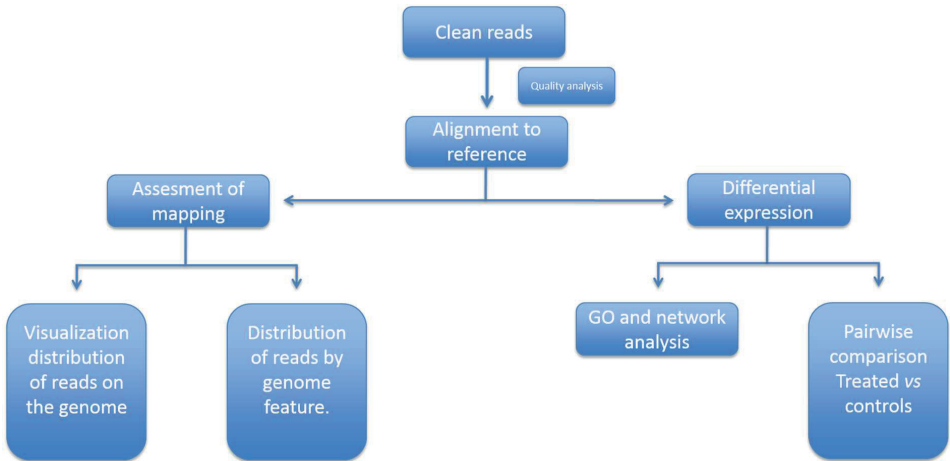 Clean reads
Quality analysis
Alignment to
reference
Assesment of
mapping
Differential
expression
Visualization
distribution
of reads on
the genome
Distribution
of reads by
genome
feature.
GO and network
analysis
Pairwise
comparison
Treated vs
controls